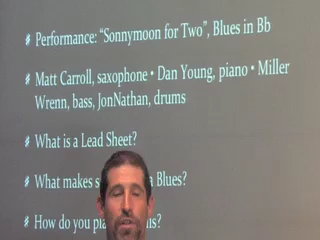 Performance: “Sonnymoon for Two”, Blues in Bb
Matt Carroll, saxophone • Dan Young, piano • Miller
Wrenn, bass, JonNathan, drums
What is a Lead Sheet?
What makes a Blues?
How do you